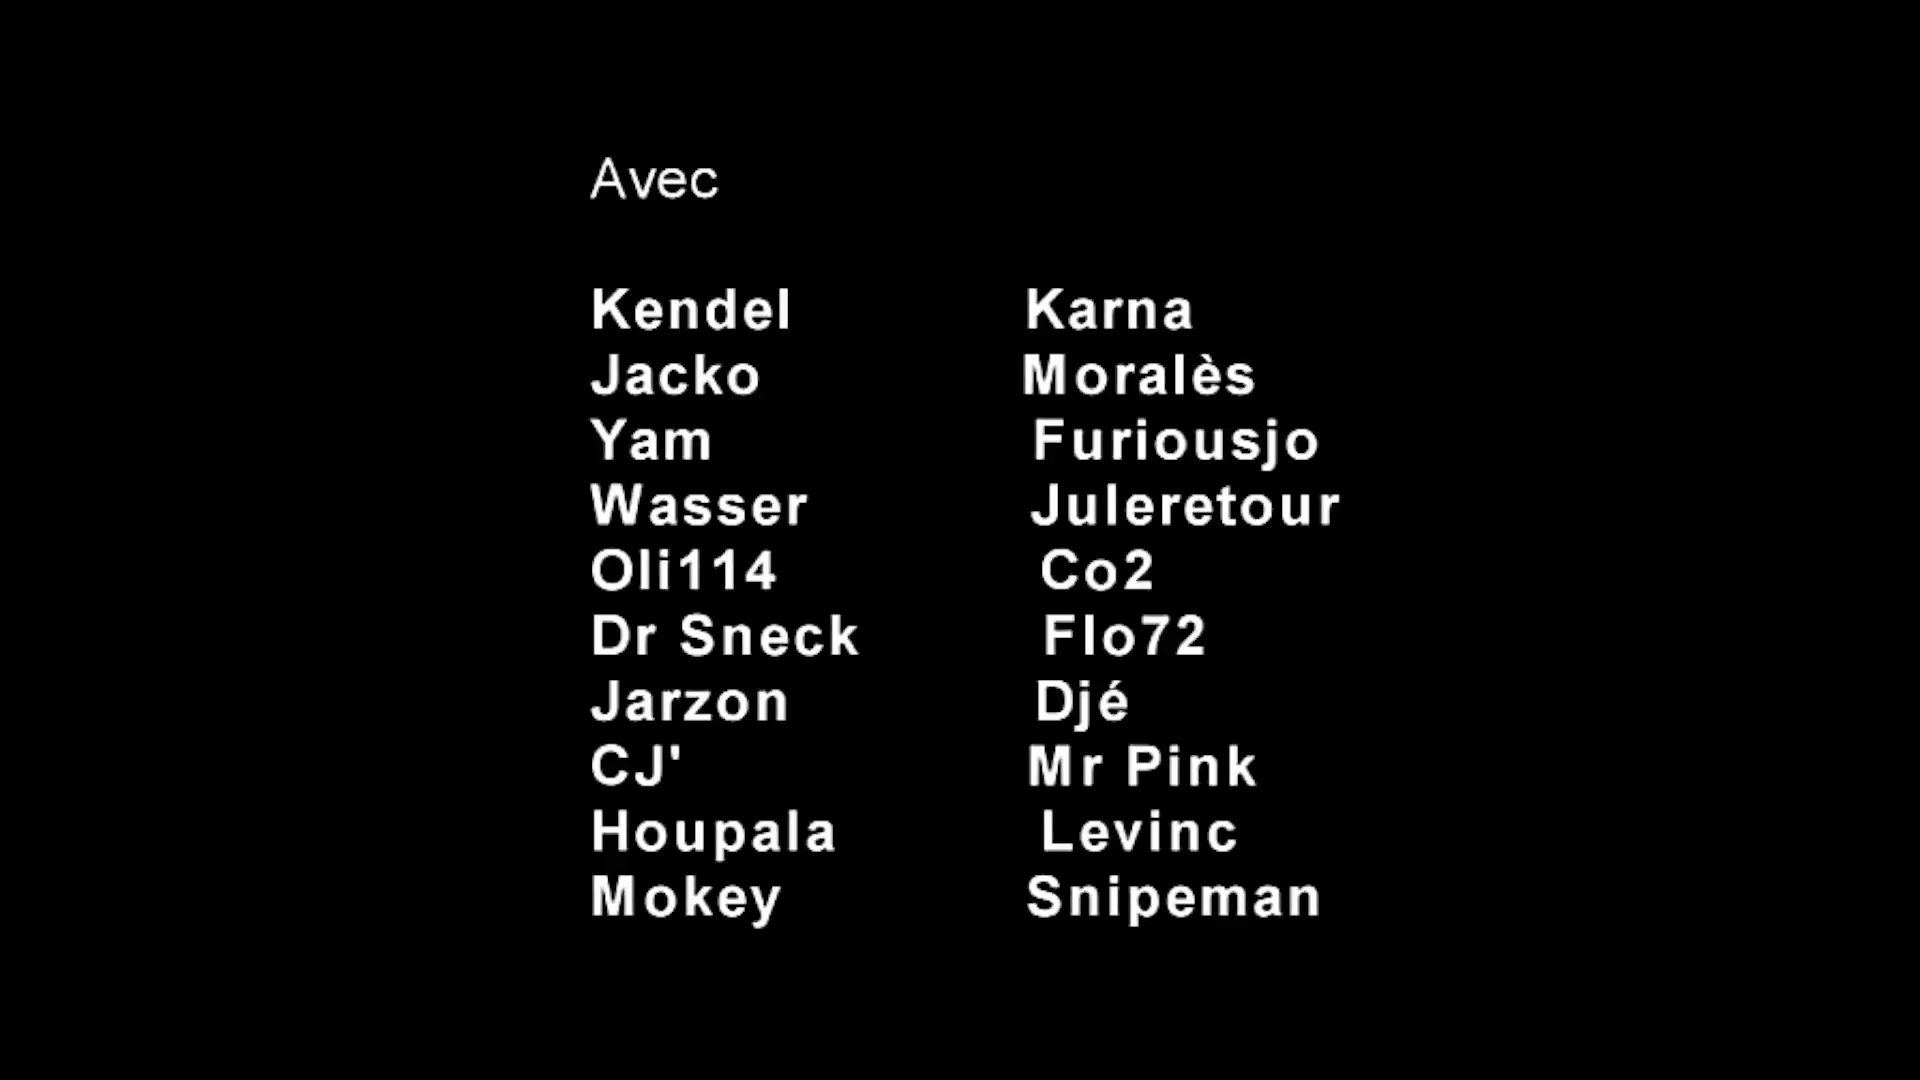 Avec
Kendel Karna
Jacko Moralès
Yam Furiousjo
Wasser Juleretour
Oli114 Co2
Dr Sneck Flo72
Jarzon Djé
CJ' Mr Pink
Houpala Levinc
Mokey Snipeman